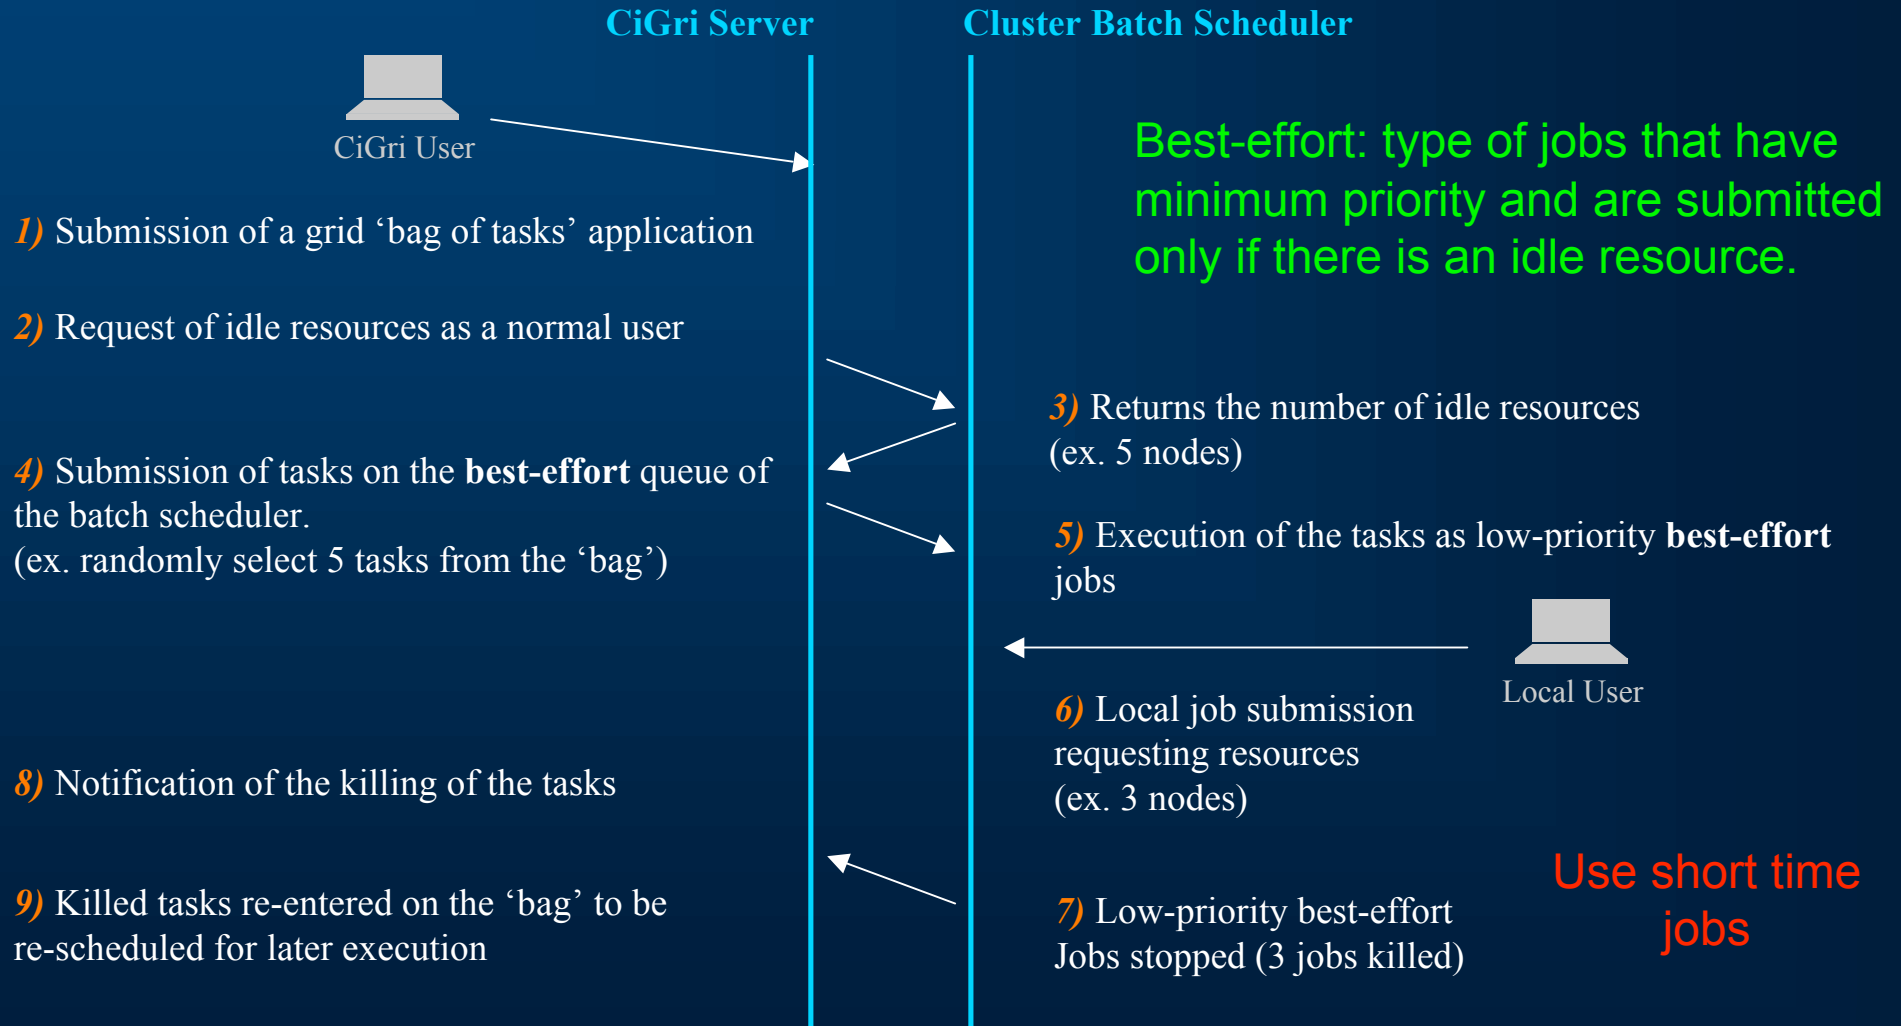 CiGri Server
Cluster Batch Scheduler
CiGri User
Best-effort: type of jobs that have
minimum priority and are submitted
only if there is an idle resource.
1) Submission of a grid ‘bag of tasks’ application
2) Request of idle resources as a normal user
3) Returns the number of idle resources
(ex. 5 nodes)
4) Submission of tasks on the best-effort queue of
the batch scheduler.
(ex. randomly select 5 tasks from the ‘bag’)
5) Execution of the tasks as low-priority best-effort
jobs
Local User
6) Local job submission
requesting resources
(ex. 3 nodes)
7) Low-priority best-effort
Jobs stopped (3 jobs killed)
Use short time
jobs
8) Notification of the killing of the tasks
9) Killed tasks re-entered on the ‘bag’ to be
re-scheduled for later execution